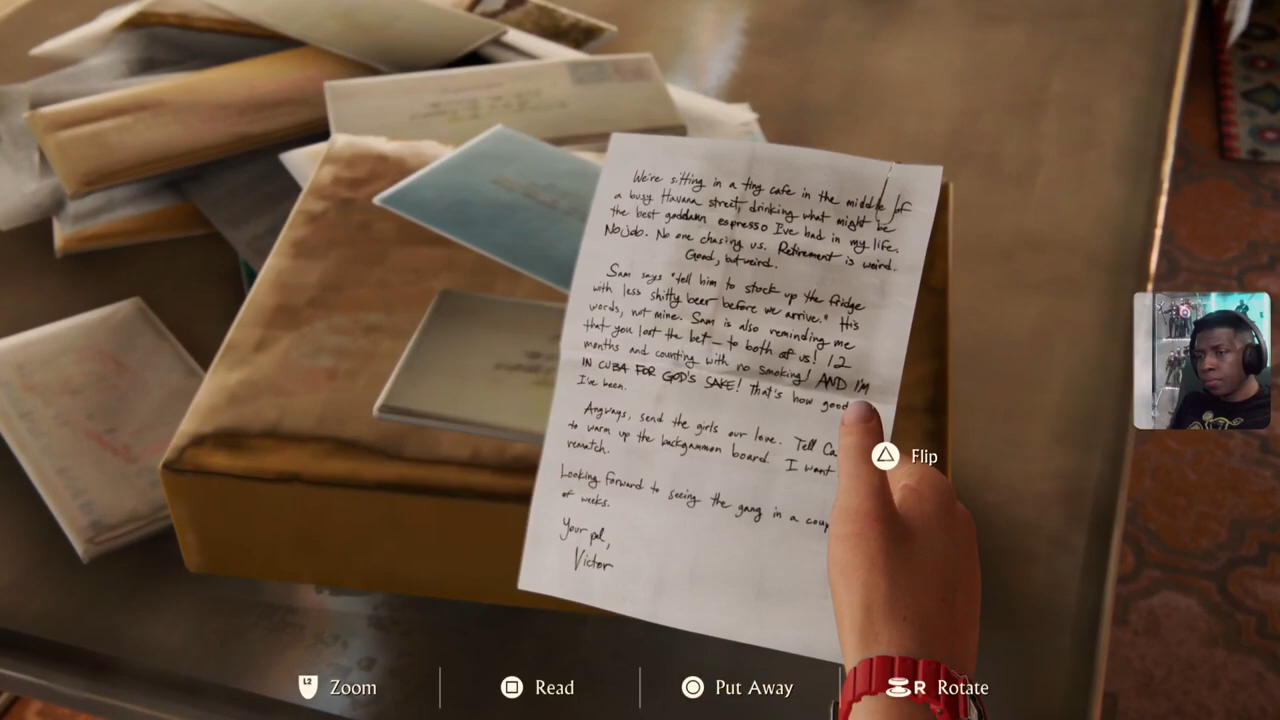 We're sitting in a tiny cafe in the middle of
a busy Havana street, drinking what might be
the best goddamn espresso I've had in my life.
No job. No one chasing us. Retirement is weird.
Good, but weird.
Sam says "tell him to stock up the fridge
with less shitty beer before we arrive." His
words, not mine. Sam is also reminding me
that you lost the bet — to both of us! 12
months and counting with no smoking! AND I'M
IN CUBA FOR GOD'S SAKE! That's how good
I've been.
Anyways, send the girls our love. Tell Ca
to warm up the backgammon board. I want
rematch.
Looking forward to seeing the gang in a coup
of weeks.
Your pal,
Victor
Flip
L2 Zoom
Read
Put Away
R Rotate